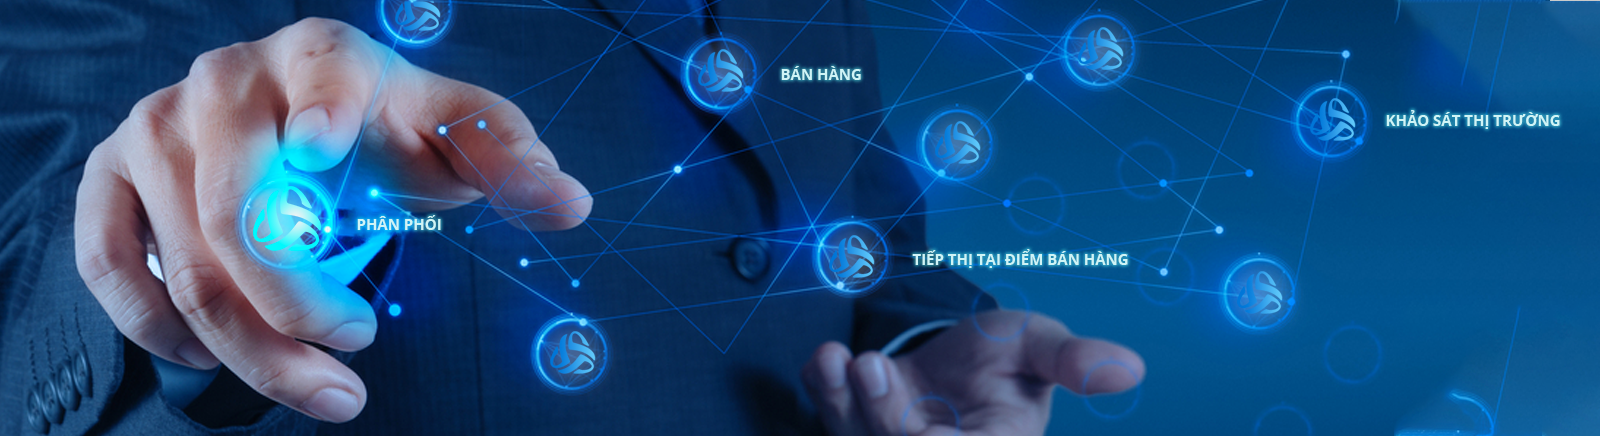 BÁN HÀNG
KHẢO SÁT THỊ TRƯỜNG
PHÂN PHỐI
TIẾP THỊ TẠI ĐIỂM BÁN HÀNG